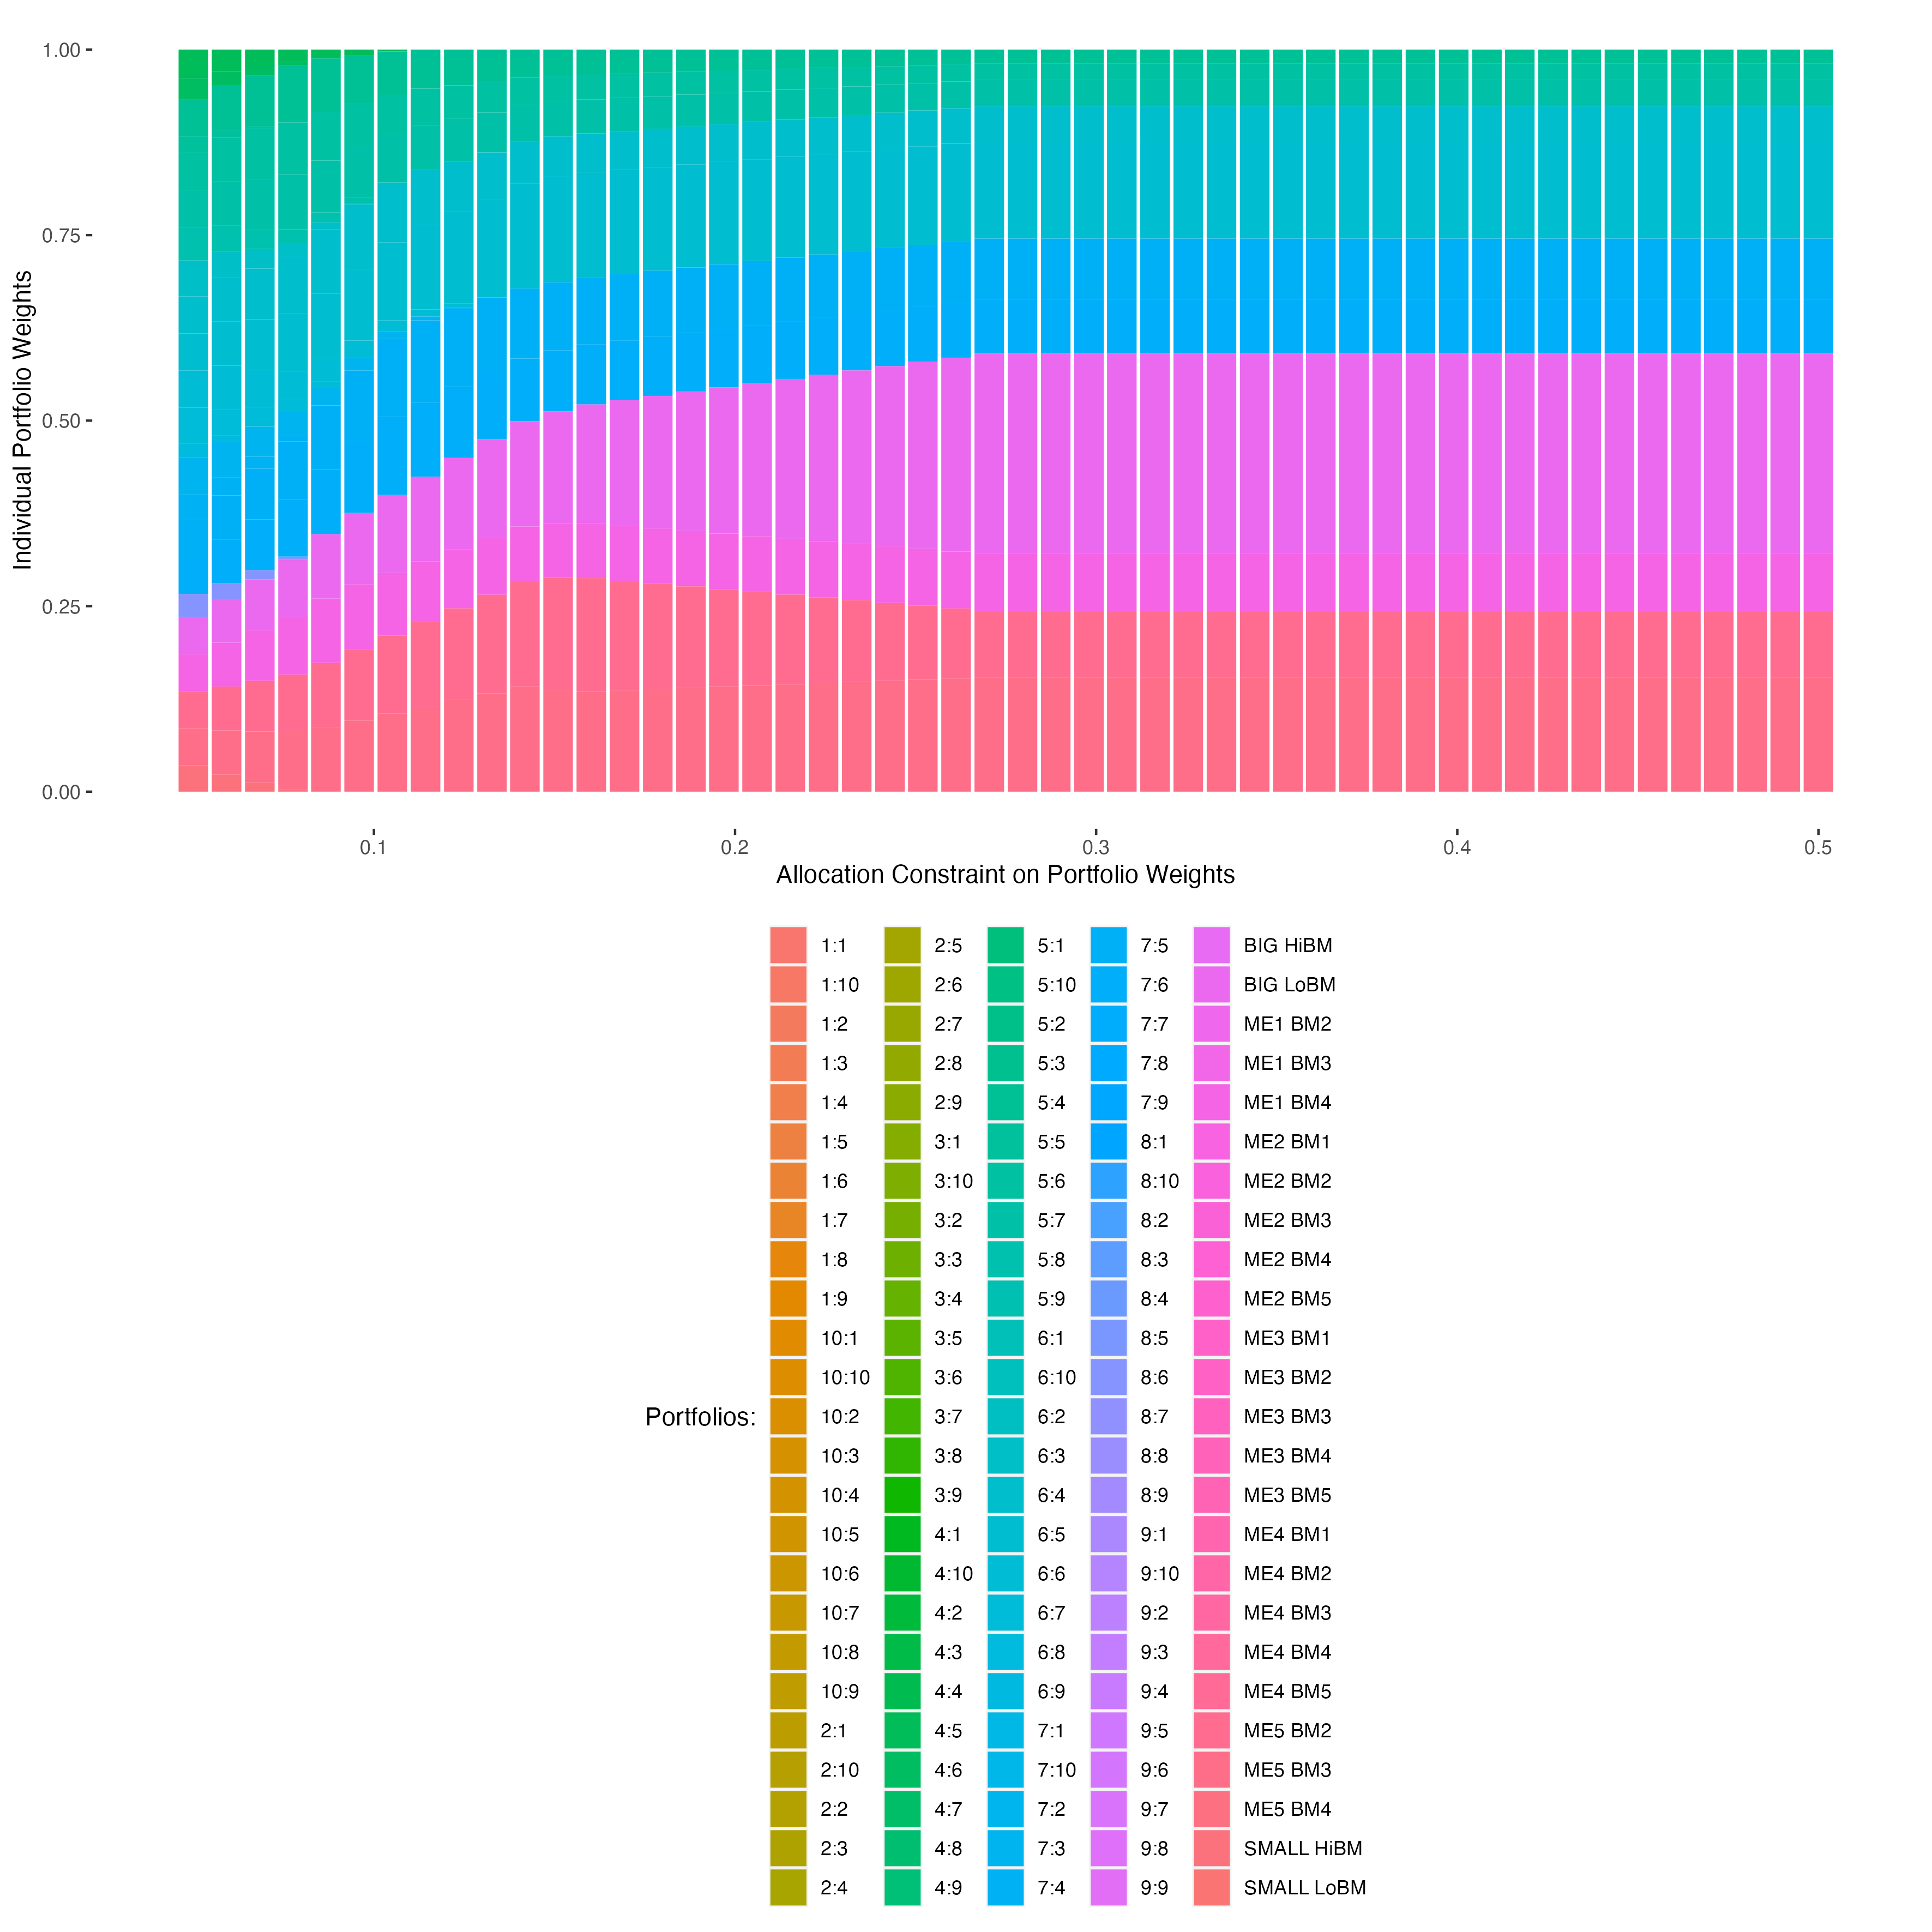 1.00
0.75
0.50
0.25
0.00
Individual Portfolio Weights
0.1 0.2 0.3 0.4 0.5
Allocation Constraint on Portfolio Weights
Portfolios:
1:1 2:5 5:1 7:5 BIG HiBM
1:10 2:6 5:10 7:6 BIG LoBM
1:2 2:7 5:2 7:7 ME1 BM2
1:3 2:8 5:3 7:8 ME1 BM3
1:4 2:9 5:4 7:9 ME1 BM4
1:5 3:1 5:5 8:1 ME2 BM1
1:6 3:10 5:6 8:10 ME2 BM2
1:7 3:2 5:7 8:2 ME2 BM3
1:8 3:3 5:8 8:3 ME2 BM4
1:9 3:4 5:9 8:4 ME2 BM5
10:1 3:5 6:1 8:5 ME3 BM1
10:10 3:6 6:10 8:6 ME3 BM2
10:2 3:7 6:2 8:7 ME3 BM3
10:3 3:8 6:3 8:8 ME3 BM4
10:4 3:9 6:4 8:9 ME3 BM5
10:5 4:1 6:5 9:1 ME4 BM1
10:6 4:10 6:6 9:10 ME4 BM2
10:7 4:2 6:7 9:2 ME4 BM3
10:8 4:3 6:8 9:3 ME4 BM4
10:9 4:4 6:9 9:4 ME4 BM5
2:1 4:5 7:1 9:5 ME5 BM2
2:10 4:6 7:10 9:6 ME5 BM3
2:2 4:7 7:2 9:7 ME5 BM4
2:3 4:8 7:3 9:8 SMALL HiBM
2:4 4:9 7:4 9:9 SMALL LoBM